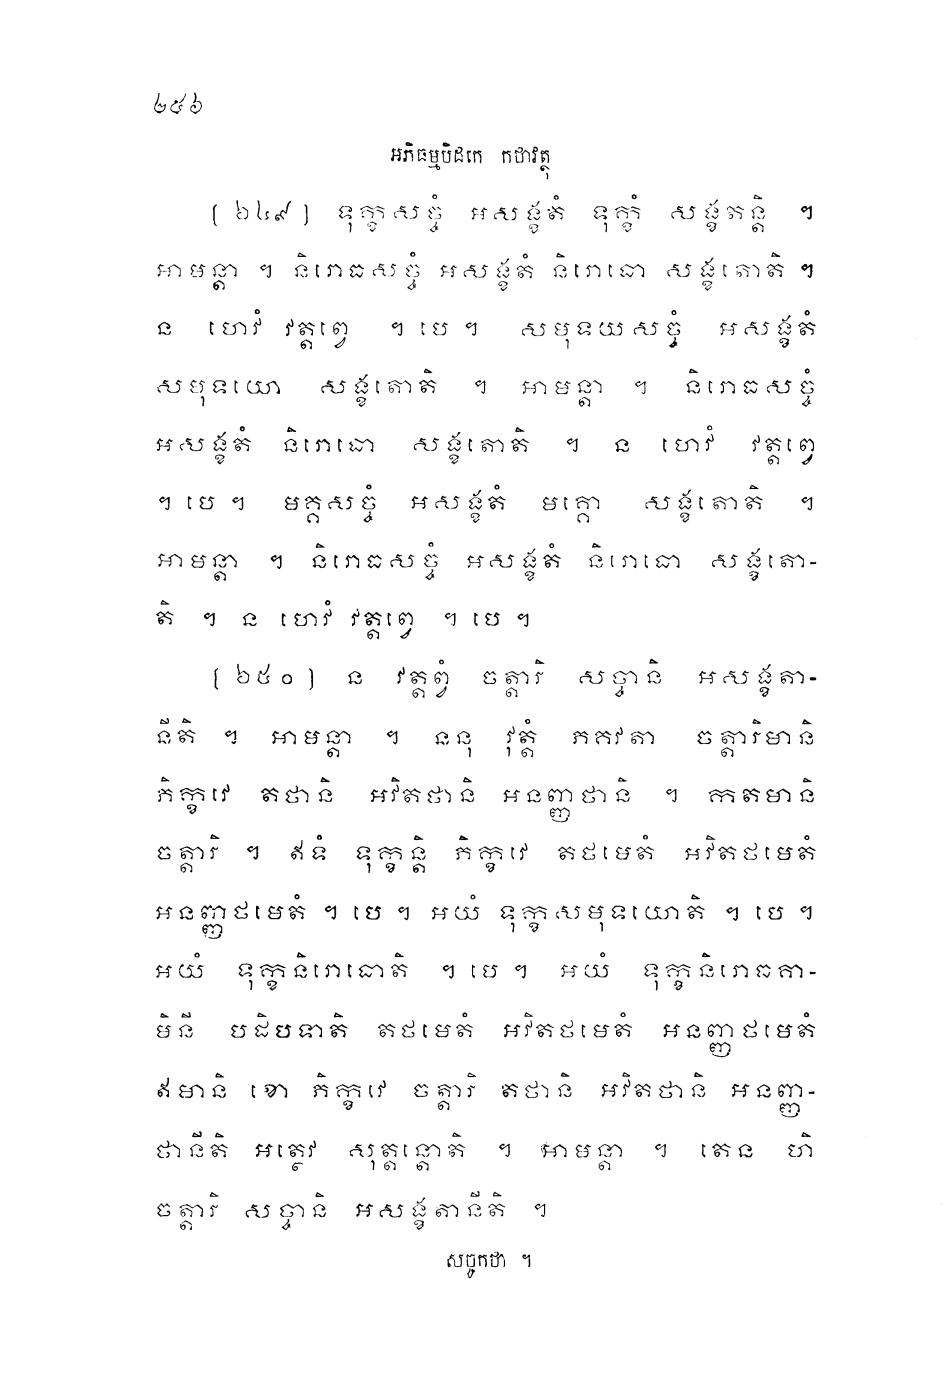 ២៥៦
អភិធម្មបិដកេ កថាវត្ថុ
[ ៦៤៩ ] ទុក្ខសច្ចំ អសង្ខតំ ទុក្ខំ សង្ខតន្តិ ។
អាមន្តា ។ និរោធសច្ចំ អសង្ខតំ និរោធោ សង្ខតោតិ ។
ន ហេវំ វត្តព្វេ ។ បេ ។ សមុទយសច្ចំ អសង្ខតំ
សមុទយោ សង្ខតោតិ ។ អាមន្តា ។ និរោធសច្ចំ
អសង្ខតំ និរោធោ សង្ខតោតិ ។ ន ហេវំ វត្តព្វេ
។ បេ ។ មគ្គសច្ចំ អសង្ខតំ មគ្គោ សង្ខតោតិ ។
អាមន្តា ។ និរោធសច្ចំ អសង្ខតំ និរោធោ សង្ខតោ-
តិ ។ ន ហេវំ វត្តព្វេ ។ បេ ។
[ ៦៥០ ] ន វត្តព្វំ ចត្តារិ សច្ចានិ អសង្ខតា-
នីតិ ។ អាមន្តា ។ ននុ វុត្តំ ភគវតា ចត្តារិមានិ
ភិក្ខវេ តថានិ អវិតថានិ អនញ្ញថានិ ។ កតមានិ
ចត្តារិ ។ ឥទំ ទុក្ខន្តិ ភិក្ខវេ តថមេតំ អវិតថមេតំ
អនញ្ញថមេតំ ។ បេ ។ អយំ ទុក្ខសមុទយោតិ ។ បេ ។
អយំ ទុក្ខនិរោធោតិ ។ បេ ។ អយំ ទុក្ខនិរោធគា-
មិនី បដិបទាតិ តថមេតំ អវិតថមេតំ អនញ្ញថមេតំ
ឥមានិ ខោ ភិក្ខវេ ចត្តារិ តថានិ អវិតថានិ អនញ្ញ-
ថានីតិ អត្ថេវ សុត្តន្តោតិ ។ អាមន្តា ។ តេន ហិ
ចត្តារិ សច្ចានិ អសង្ខតានីតិ ។
សច្ចកថា ។